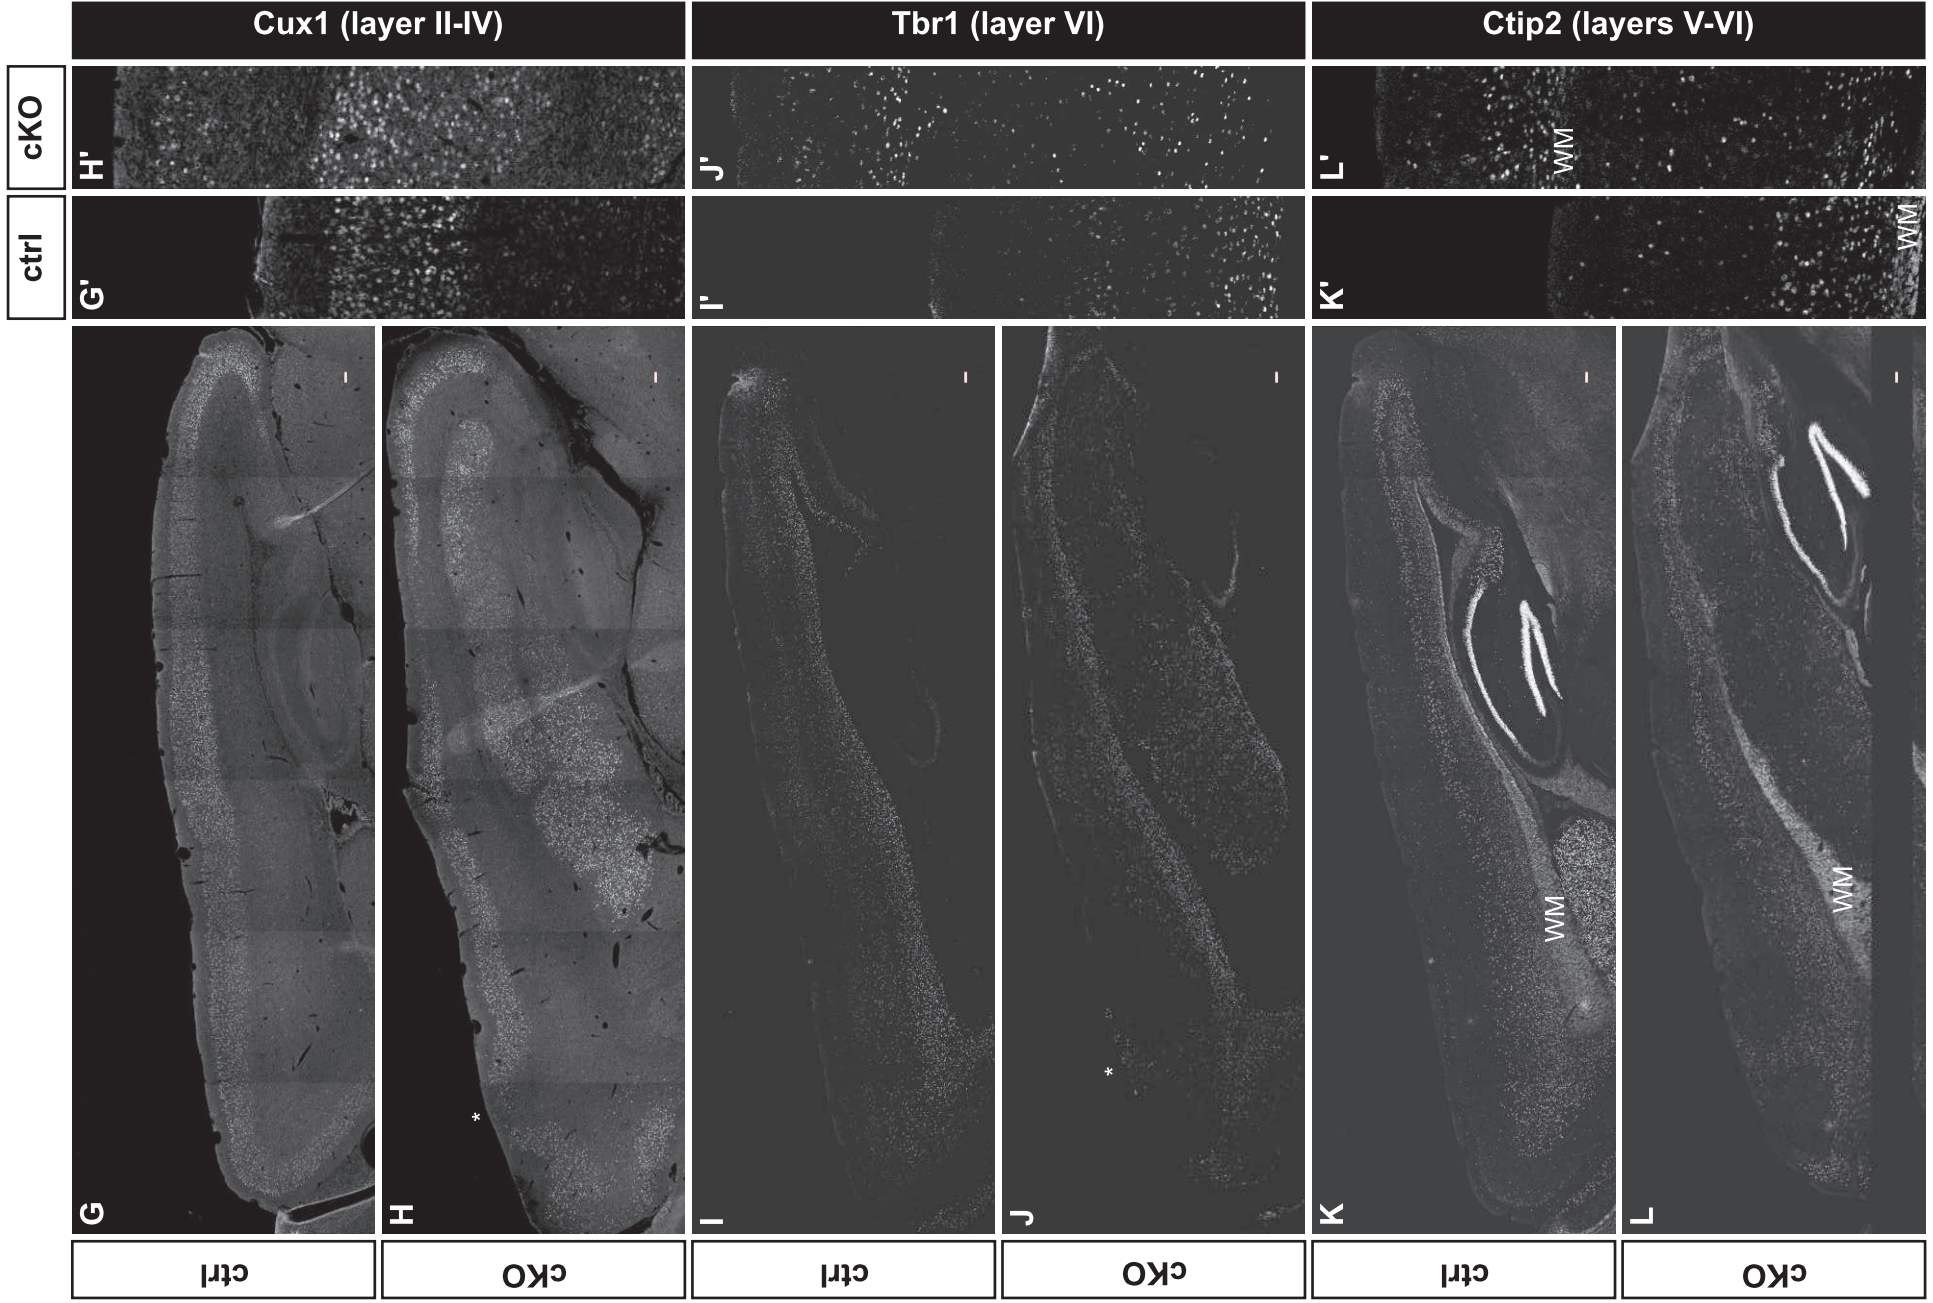 Cux1 (layer II-IV)
Tbr1 (layer VI)
Ctip2 (layers V-VI)
cKO
H'
J'
L'
WM
ctrl
G'
I'
K'
WM
G
H
*
I
J
*
K
WM
L
WM
ctrl
cKO
ctrl
cKO
ctrl
cKO